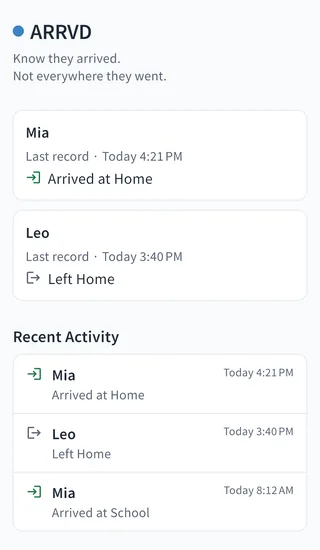 ARRVD
Know they arrived.
Not everywhere they went.
Mia
Last record · Today 4:21 PM
Arrived at Home
Leo
Last record · Today 3:40 PM
Left Home
Recent Activity
Mia Today 4:21 PM
Arrived at Home
Leo Today 3:40 PM
Left Home
Mia Today 8:12 AM
Arrived at School